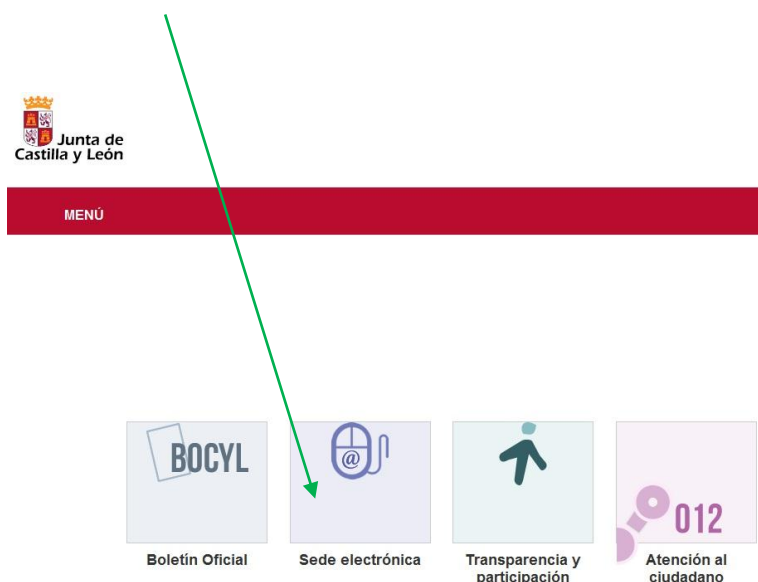 Junta de
Castilla y León
MENÚ
BOCYL
@
012
Boletín Oficial
Sede electrónica
Transparencia y
participación
Atención al
ciudadano